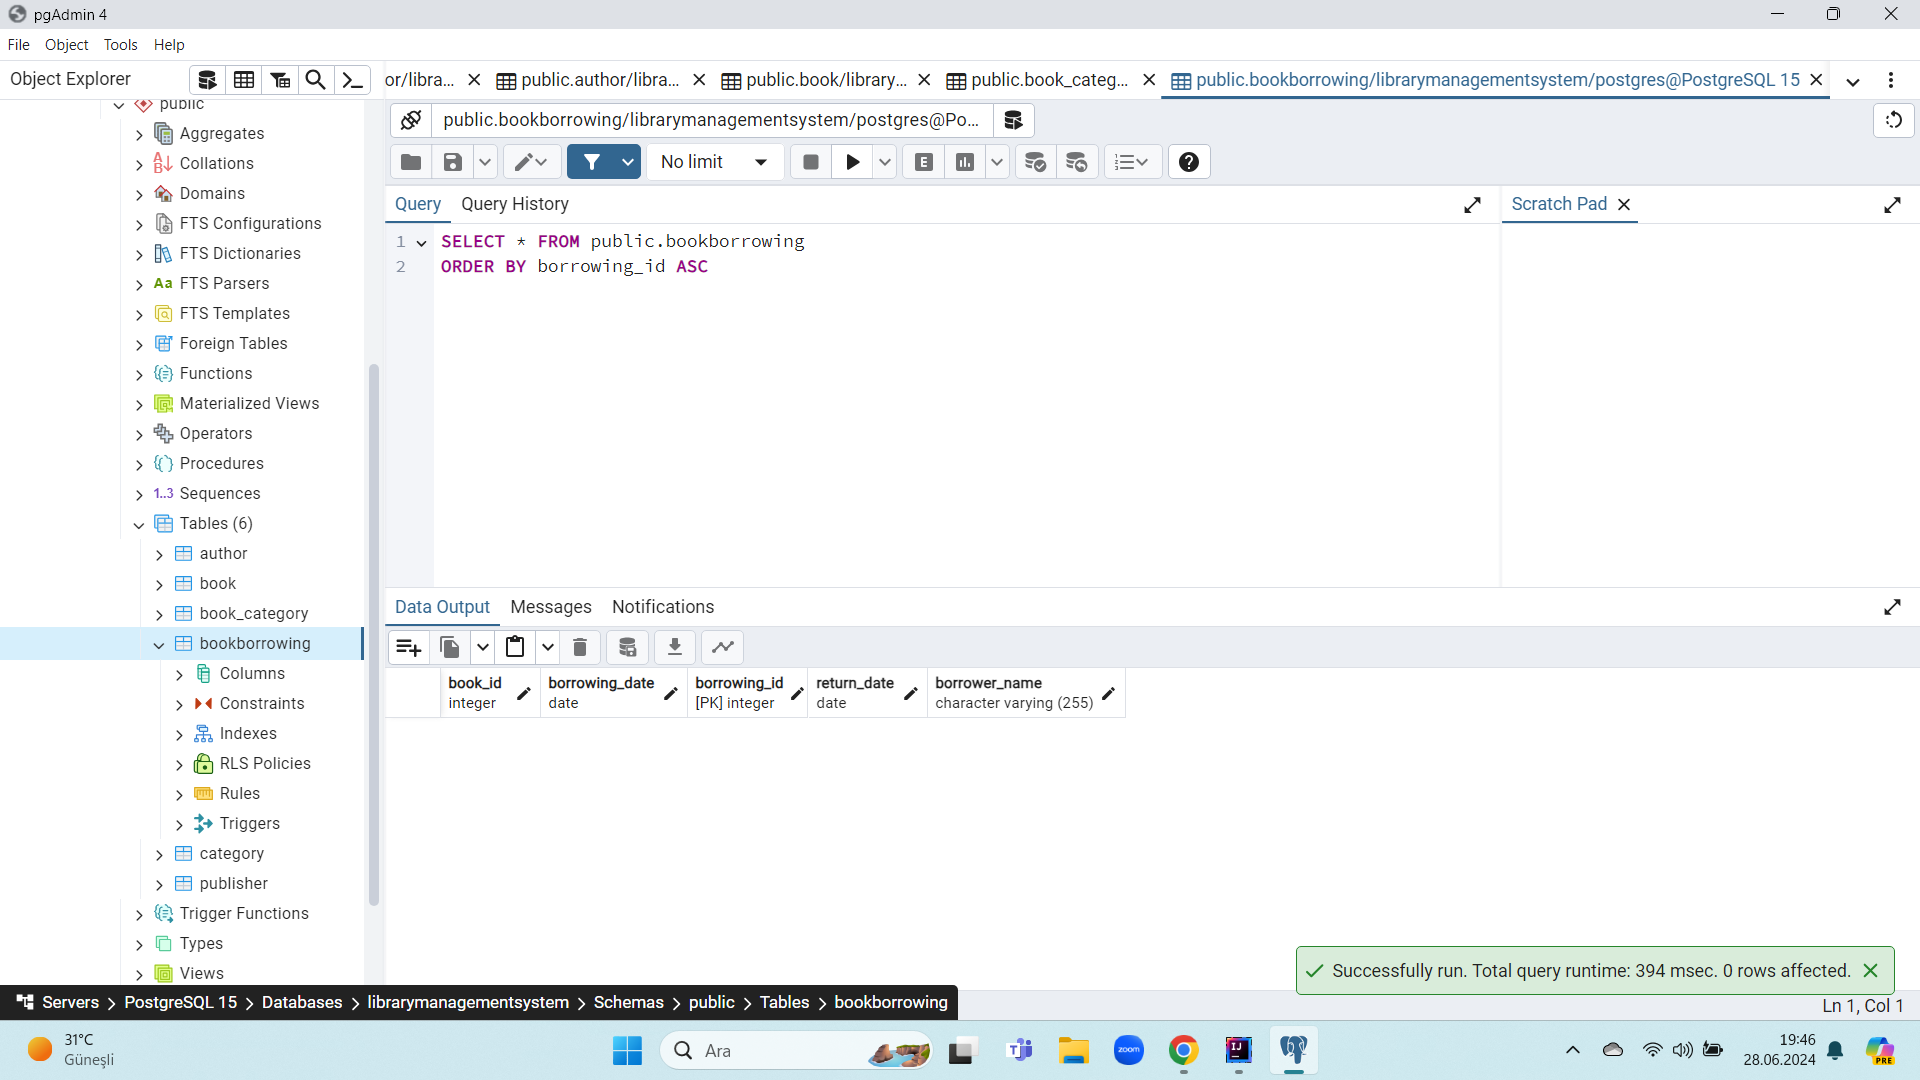 pgAdmin 4
File Object Tools Help
Object Explorer
or/libra... public.author/libra... public.book/library... public.book_categ... public.bookborrowing/librarymanagementsystem/postgres@PostgreSQL 15
public.bookborrowing/librarymanagementsystem/postgres@Po...
No limit
E
Query Query History
Scratch Pad
1 SELECT * FROM public.bookborrowing
2 ORDER BY borrowing_id ASC
public
Aggregates
Collations
Domains
FTS Configurations
FTS Dictionaries
Aa FTS Parsers
FTS Templates
Foreign Tables
Functions
Materialized Views
Operators
Procedures
1..3 Sequences
Tables (6)
author
book
book_category
bookborrowing
Columns
Constraints
Indexes
RLS Policies
Rules
Triggers
category
publisher
Trigger Functions
Types
Views
Data Output Messages Notifications
book_id borrowing_date borrowing_id return_date borrower_name
integer date [PK] integer date character varying (255)
Successfully run. Total query runtime: 394 msec. 0 rows affected.
Servers > PostgreSQL 15 > Databases > librarymanagementsystem > Schemas > public > Tables > bookborrowing
Ln 1, Col 1
31°C
Güneşli
Ara
zoom
IJ
19:46
28.06.2024
PRE